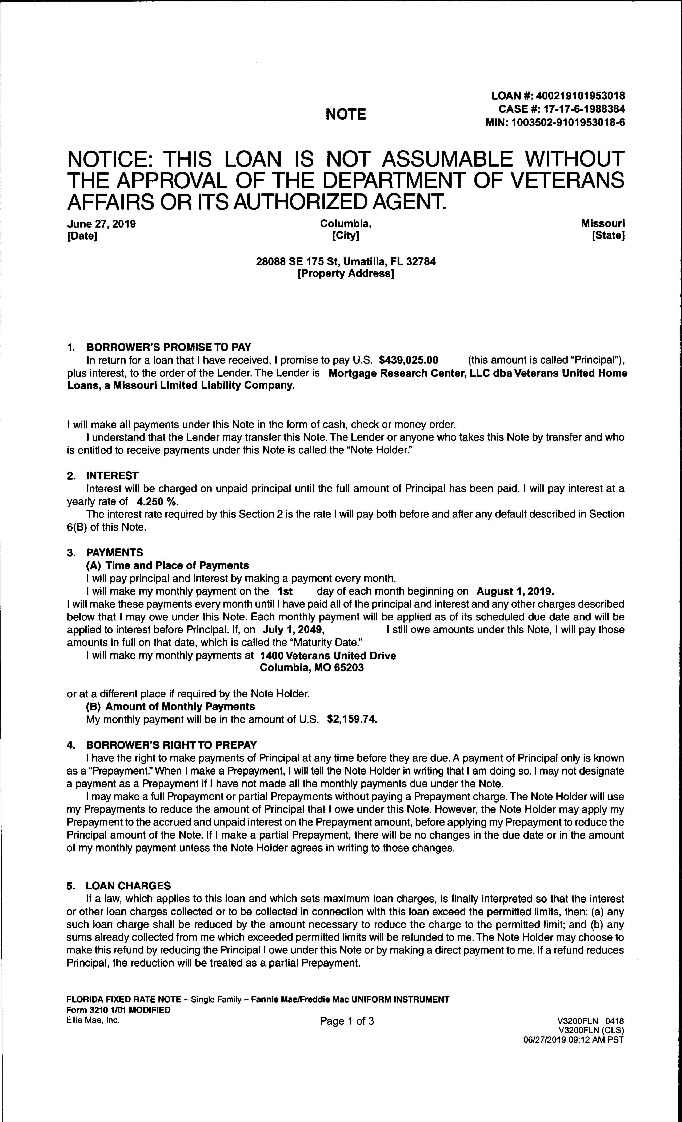 LOAN #: 400219101953018
CASE #: 17-17-6-1988384
MIN: 1003502-9101953018-6
NOTE
NOTICE: THIS LOAN IS NOT ASSUMABLE WITHOUT
THE APPROVAL OF THE DEPARTMENT OF VETERANS
AFFAIRS OR ITS AUTHORIZED AGENT.
June 27, 2019 Columbia, Missouri
[Date] [City] [State]
28088 SE 175 St, Umatilla, FL 32784
[Property Address]
1. BORROWER'S PROMISE TO PAY
In return for a loan that I have received, I promise to pay U.S. $439,025.00 (this amount is called "Principal"),
plus interest, to the order of the Lender. The Lender is Mortgage Research Center, LLC dba Veterans United Home
Loans, a Missouri Limited Liability Company.
I will make all payments under this Note in the form of cash, check or money order.
I understand that the Lender may transfer this Note. The Lender or anyone who takes this Note by transfer and who
is entitled to receive payments under this Note is called the "Note Holder."
2. INTEREST
Interest will be charged on unpaid principal until the full amount of Principal has been paid. I will pay interest at a
yearly rate of 4.250 %.
The interest rate required by this Section 2 is the rate I will pay both before and after any default described in Section
6(B) of this Note.
3. PAYMENTS
(A) Time and Place of Payments
I will pay principal and interest by making a payment every month.
I will make my monthly payment on the 1st day of each month beginning on August 1, 2019.
I will make these payments every month until I have paid all of the principal and interest and any other charges described
below that I may owe under this Note. Each monthly payment will be applied as of its scheduled due date and will be
applied to interest before Principal. If, on July 1, 2049, I still owe amounts under this Note, I will pay those
amounts in full on that date, which is called the "Maturity Date."
I will make my monthly payments at 1400 Veterans United Drive
Columbia, MO 65203
or at a different place if required by the Note Holder.
(B) Amount of Monthly Payments
My monthly payment will be in the amount of U.S. $2,159.74.
4. BORROWER'S RIGHT TO PREPAY
I have the right to make payments of Principal at any time before they are due. A payment of Principal only is known
as a "Prepayment." When I make a Prepayment, I will tell the Note Holder in writing that I am doing so. I may not designate
a payment as a Prepayment if I have not made all the monthly payments due under the Note.
I may make a full Prepayment or partial Prepayments without paying a Prepayment charge. The Note Holder will use
my Prepayments to reduce the amount of Principal that I owe under this Note. However, the Note Holder may apply my
Prepayment to the accrued and unpaid interest on the Prepayment amount, before applying my Prepayment to reduce the
Principal amount of the Note. If I make a partial Prepayment, there will be no changes in the due date or in the amount
of my monthly payment unless the Note Holder agrees in writing to those changes.
5. LOAN CHARGES
If a law, which applies to this loan and which sets maximum loan charges, is finally interpreted so that the interest
or other loan charges collected or to be collected in connection with this loan exceed the permitted limits, then: (a) any
such loan charge shall be reduced by the amount necessary to reduce the charge to the permitted limit; and (b) any
sums already collected from me which exceeded permitted limits will be refunded to me. The Note Holder may choose to
make this refund by reducing the Principal I owe under this Note or by making a direct payment to me. If a refund reduces
Principal, the reduction will be treated as a partial Prepayment.
FLORIDA FIXED RATE NOTE – Single Family – Fannie Mae/Freddie Mac UNIFORM INSTRUMENT
Form 3210 1/01 MODIFIED
Ellie Mae, Inc. Page 1 of 3 V3200FLN 0418
V3200FLN (CLS)
06/27/2019 09:12 AM PST